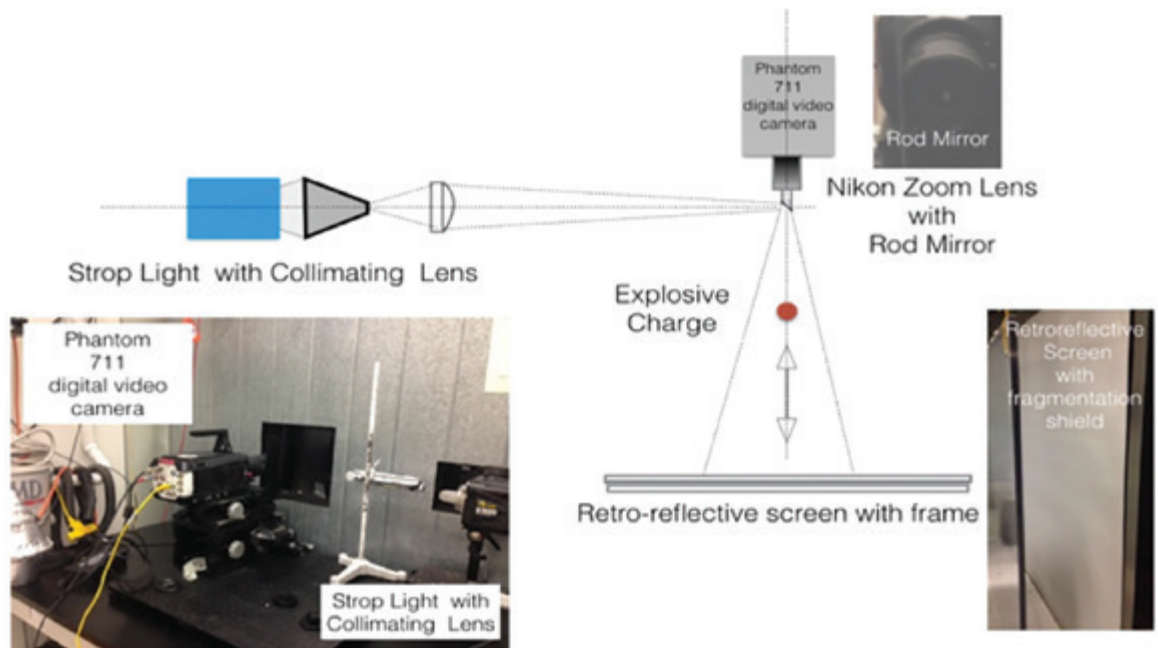 Phantom
711
digital video
camera
Rod Mirror
Nikon Zoom Lens
with
Rod Mirror
Strop Light with Collimating Lens
Explosive
Charge
Phantom
711
digital video
camera
MD
Strop Light with
Collimating Lens
Retroreflective
Screen
with
fragmentation
shield
Retro-reflective screen with frame